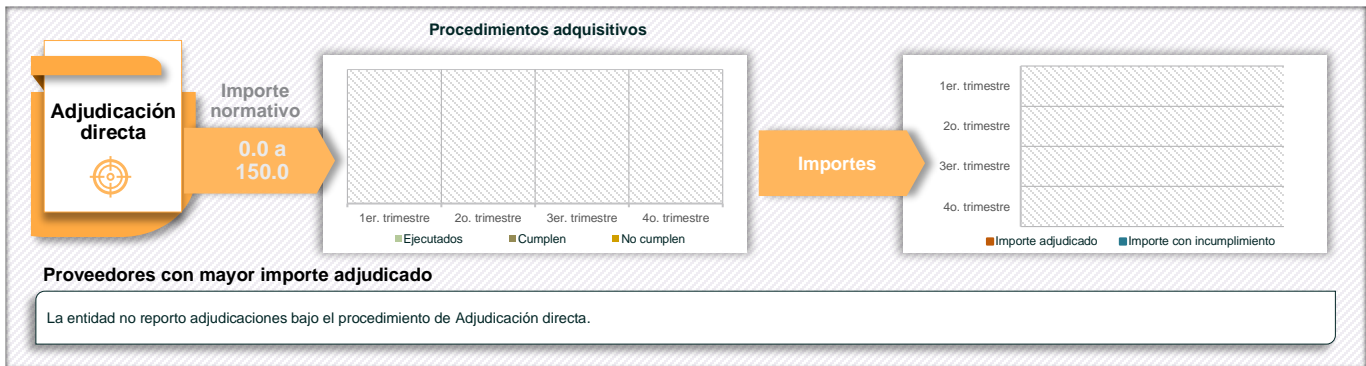 Procedimientos adquisitivos
Adjudicación
directa
Importe
normativo
0.0 a
150.0
1er. trimestre
2o. trimestre
3er. trimestre
4o. trimestre
Ejecutados
Cumplen
No cumplen
Importes
1er. trimestre
2o. trimestre
3er. trimestre
4o. trimestre
Importe adjudicado
Importe con incumplimiento
Proveedores con mayor importe adjudicado
La entidad no reporto adjudicaciones bajo el procedimiento de Adjudicación directa.